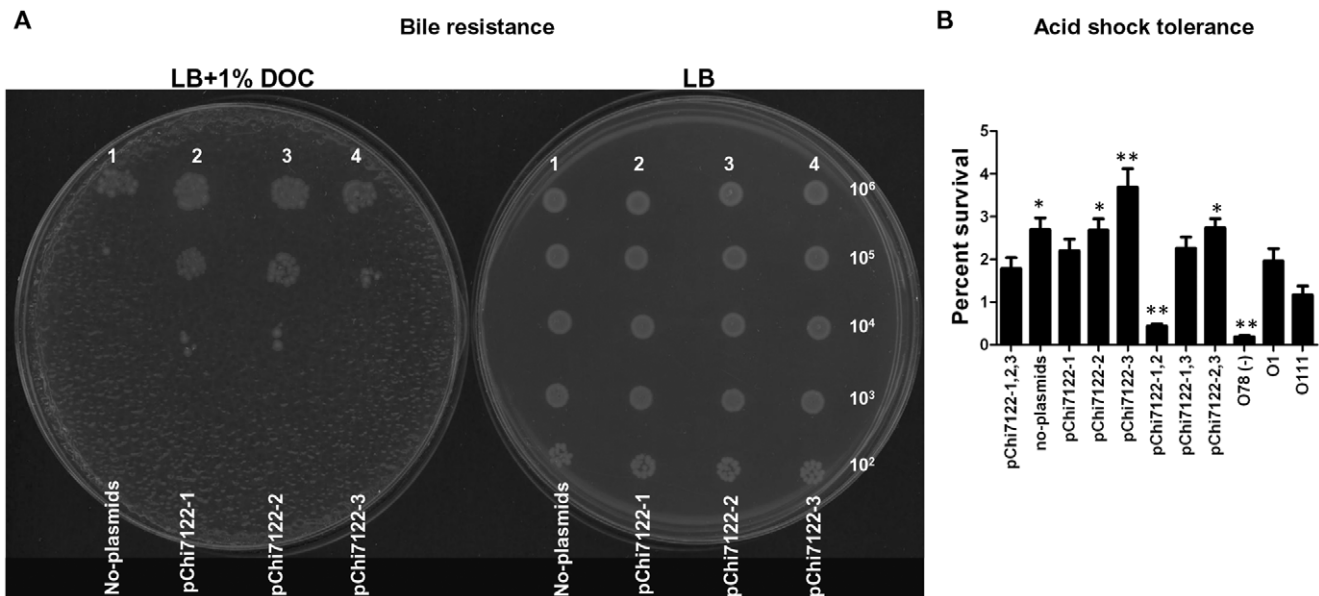 A
Bile resistance
LB+1% DOC
LB
1 2 3 4
1 2 3 4
10⁶
10⁵
10⁴
10³
10²
No-plasmids
pChi7122-1
pChi7122-2
pChi7122-3
No-plasmids
pChi7122-1
pChi7122-2
pChi7122-3
B
Acid shock tolerance
Percent survival
5
4
3
2
1
0
*
*
**
**
*
**
pChi7122-1,2,3
no-plasmids
pChi7122-1
pChi7122-2
pChi7122-3
pChi7122-1,2
pChi7122-1,3
pChi7122-2,3
O78 (-)
O1
O111